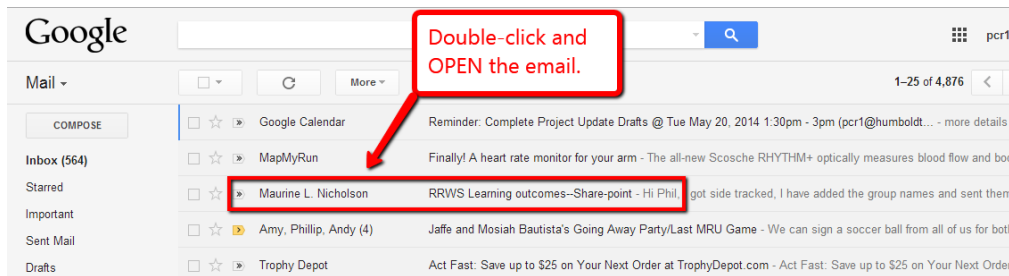 Google
Double-click and
OPEN the email.
pcr1
Mail
More
1–25 of 4,876
COMPOSE
Google Calendar Reminder: Complete Project Update Drafts @ Tue May 20, 2014 1:30pm - 3pm (pcr1@humboldt... - more details
Inbox (564)
MapMyRun Finally! A heart rate monitor for your arm - The all-new Scosche RHYTHM+ optically measures blood flow and
Starred
Maurine L. Nicholson RRWS Learning outcomes--Share-point - Hi Phil, got side tracked, I have added the group names and sent them
Important
Amy, Phillip, Andy (4) Jaffe and Mosiah Bautista's Going Away Party/Last MRU Game - We can sign a soccer ball from all of us for
Sent Mail
Drafts
Trophy Depot Act Fast: Save up to $25 on Your Next Order at TrophyDepot.com - Act Fast: Save up to $25 on Your Next Order